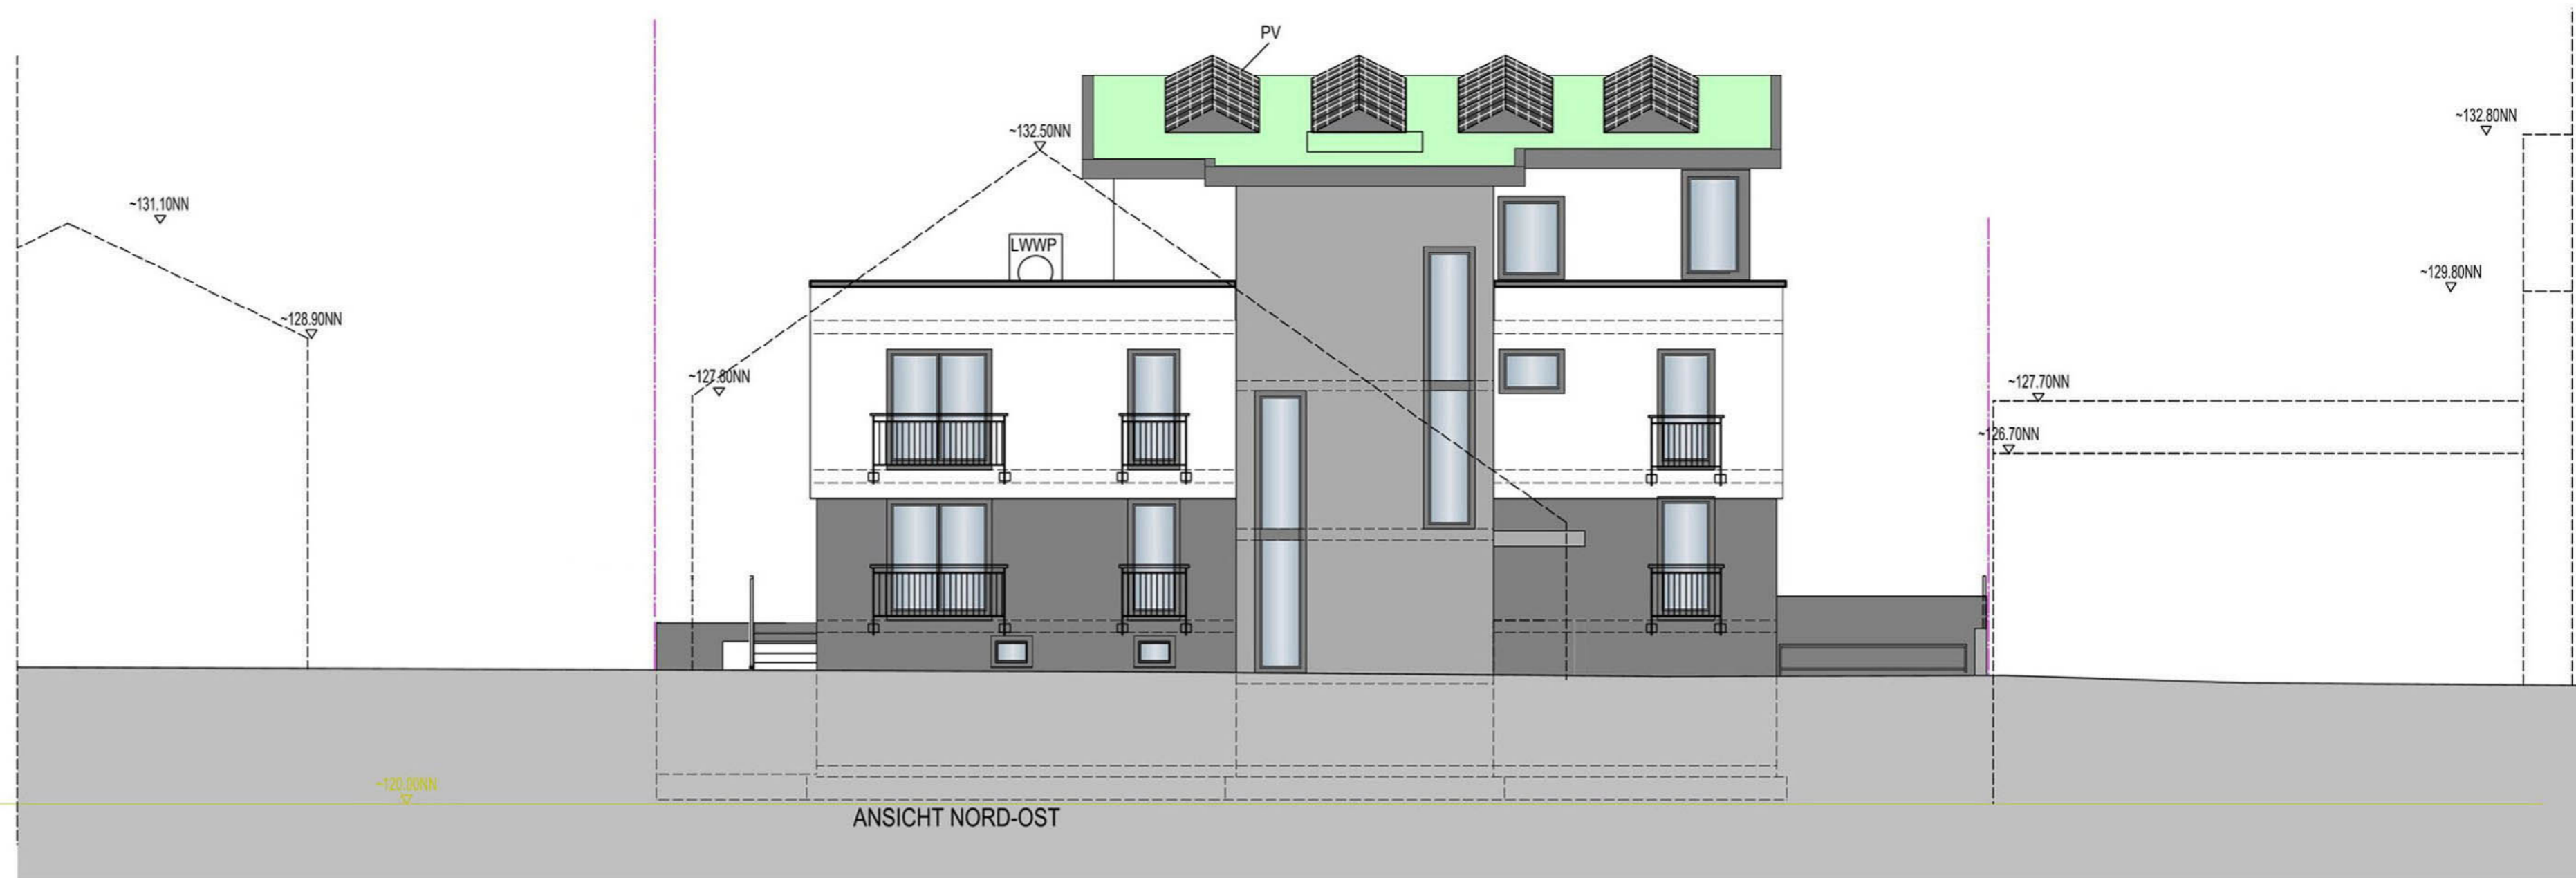 PV
~132.50NN
~132.80NN
~131.10NN
LWWP
~129.80NN
~128.90NN
~127.80NN
~127.70NN
~126.70NN
~120.00NN
ANSICHT NORD-OST